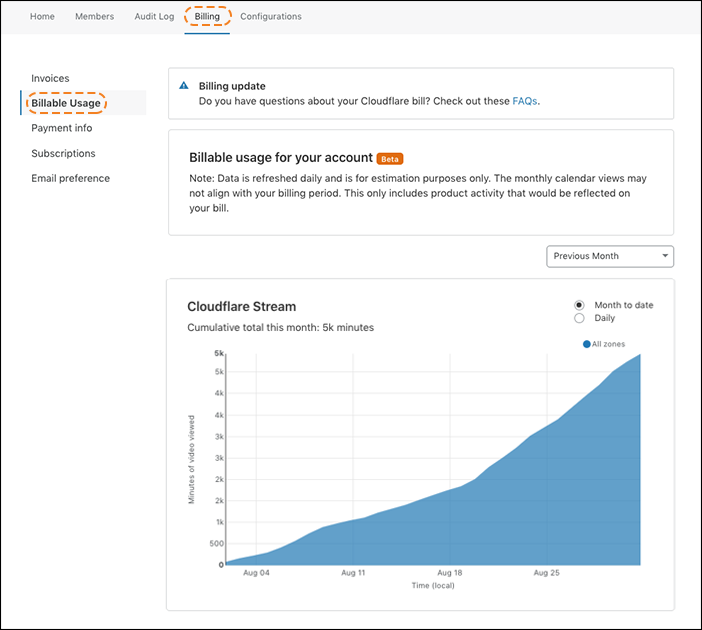 Home Members Audit Log Billing Configurations
Invoices
Billable Usage
Payment info
Subscriptions
Email preference
Billing update
Do you have questions about your Cloudflare bill? Check out these FAQs.
Billable usage for your account Beta
Note: Data is refreshed daily and is for estimation purposes only. The monthly calendar views may
not align with your billing period. This only includes product activity that would be reflected on
your bill.
Previous Month
Cloudflare Stream
Cumulative total this month: 5k minutes
Month to date
Daily
All zones
Minutes of video viewed
5k
5k
4k
4k
3k
3k
2k
2k
1k
500
0
Aug 04 Aug 11 Aug 18 Aug 25
Time (local)